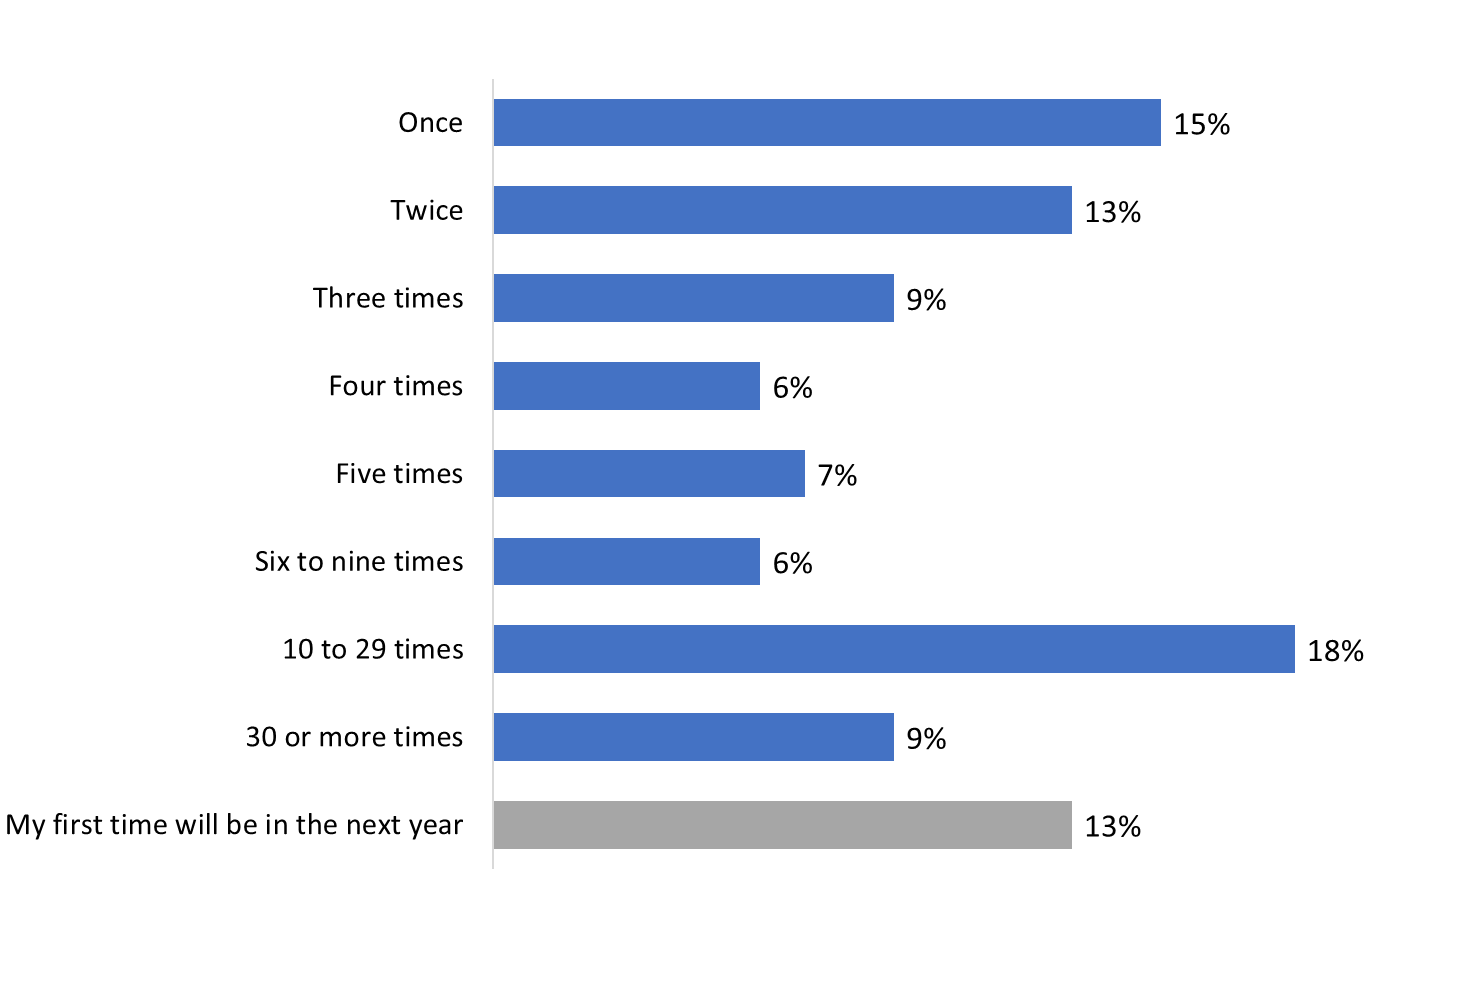 Once 15%
Twice 13%
Three times 9%
Four times 6%
Five times 7%
Six to nine times 6%
10 to 29 times 18%
30 or more times 9%
My first time will be in the next year 13%